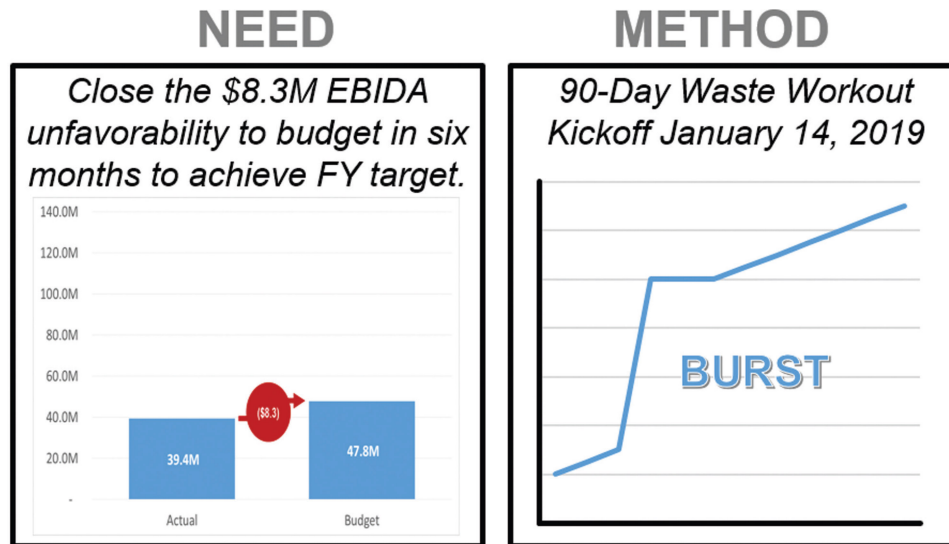 NEED
Close the $8.3M EBIDA
unfavorability to budget in six
months to achieve FY target.
140.0M
120.0M
100.0M
80.0M
60.0M
40.0M
20.0M
-
($8.3)
39.4M
47.8M
Actual
Budget
METHOD
90-Day Waste Workout
Kickoff January 14, 2019
BURST